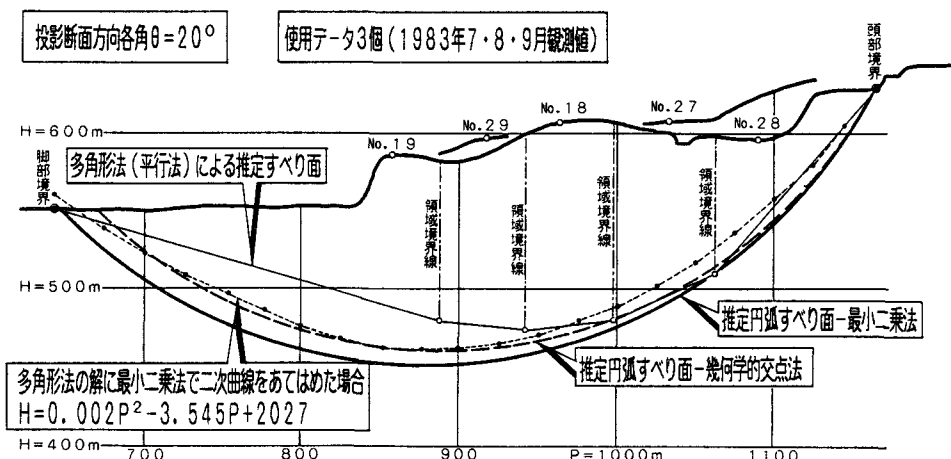 投影断面方向各角θ=20°
使用データ3個(1983年7・8・9月観測値)
頭部境界
H=600m
No.19
No.29
No.18
No.27
No.28
脚部境界
多角形法(平行法)による推定すべり面
領域境界線
領域境界線
領域境界線
領域境界線
H=500m
推定円弧すべり面-最小二乗法
推定円弧すべり面-幾何学的交点法
多角形法の解に最小二乗法で二次曲線をあてはめた場合
H=0.002P²-3.545P+2027
H=400m
700
800
900
P=1000m
1100